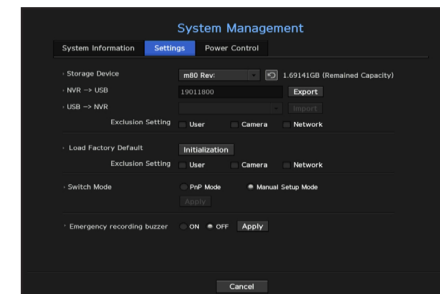 System Management
System Information Settings Power Control
· Storage Device m80 Rev: 1.69141GB (Remained Capacity)
· NVR -> USB 19011800 Export
· USB -> NVR Import
Exclusion Setting User Camera Network
· Load Factory Default Initialization
Exclusion Setting User Camera Network
· Switch Mode PnP Mode Manual Setup Mode
Apply
· Emergency recording buzzer ON OFF Apply
Cancel